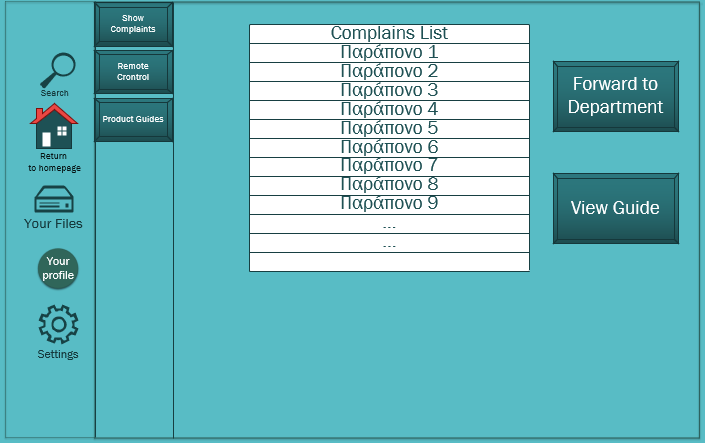 Search
Return
to homepage
Your Files
Your
profile
Settings
Show
Complaints
Remote
Crontrol
Product Guides
Complains List
Παράπονο 1
Παράπονο 2
Παράπονο 3
Παράπονο 4
Παράπονο 5
Παράπονο 6
Παράπονο 7
Παράπονο 8
Παράπονο 9
...
...
Forward to
Department
View Guide